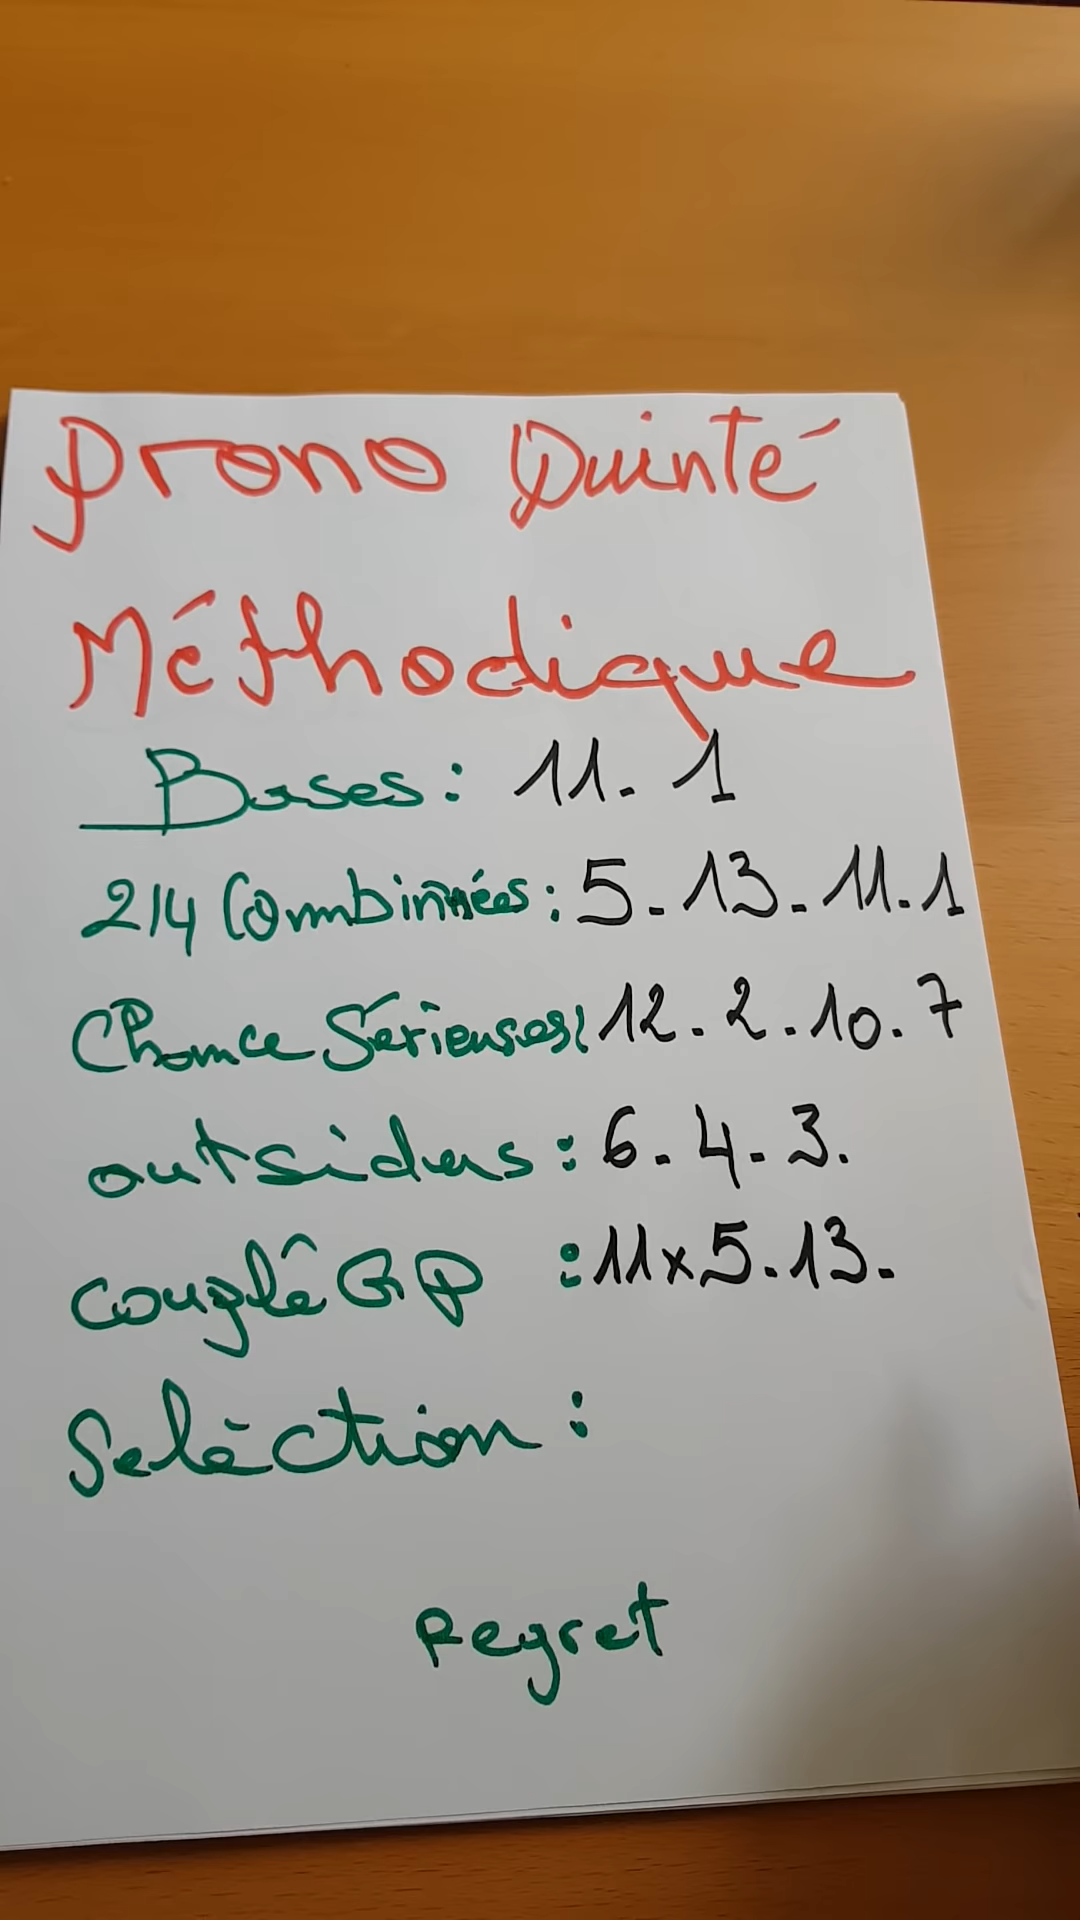 Prono Quinté
Méthodique
Bases: 11. 1
2/4 Combinées: 5. 13. 11. 1
Chance Sérieuses: 12. 2. 10. 7
outsiders: 6. 4. 3.
couplé GP : 11x5. 13.
Seléction:
Regret